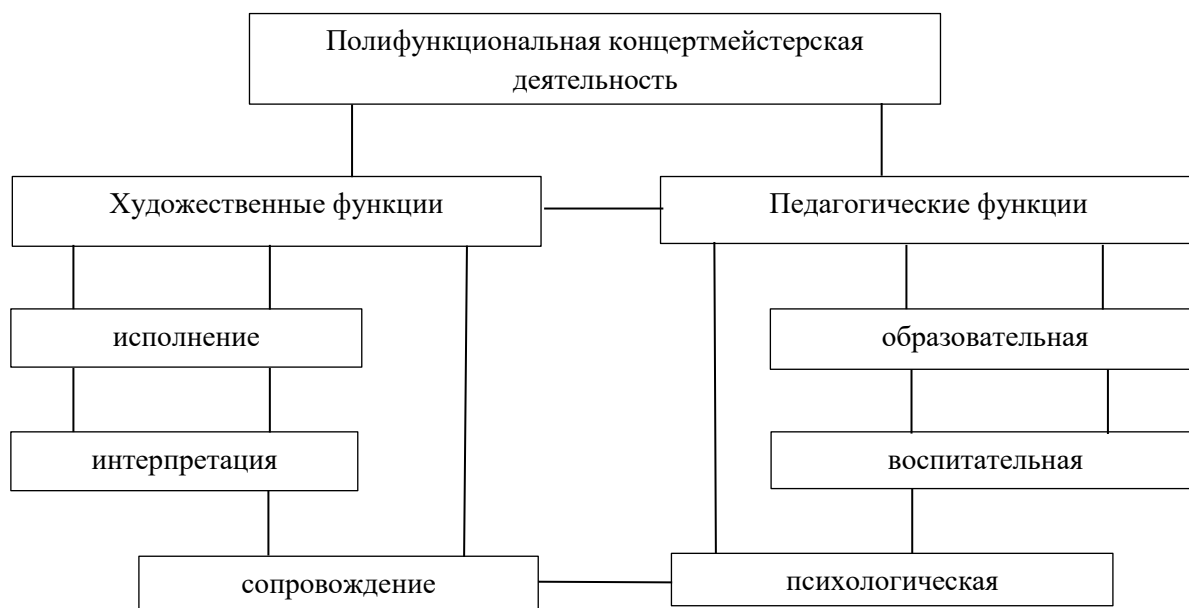 Полифункциональная концертмейстерская
деятельность
Художественные функции
Педагогические функции
исполнение
образовательная
интерпретация
воспитательная
сопровождение
психологическая